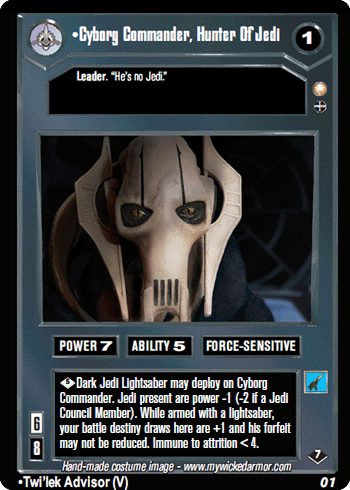 •Cyborg Commander, Hunter Of Jedi
1
Leader. “He’s no Jedi.”
POWER 7 ABILITY 5 FORCE-SENSITIVE
Dark Jedi Lightsaber may deploy on Cyborg
Commander. Jedi present are power -1 (-2 if a Jedi
Council Member). While armed with a lightsaber,
your battle destiny draws here are +1 and his forfeit
may not be reduced. Immune to attrition < 4.
6
8
7
Hand-made costume image - www.mywickedarmor.com
•Twi’lek Advisor (V)
01